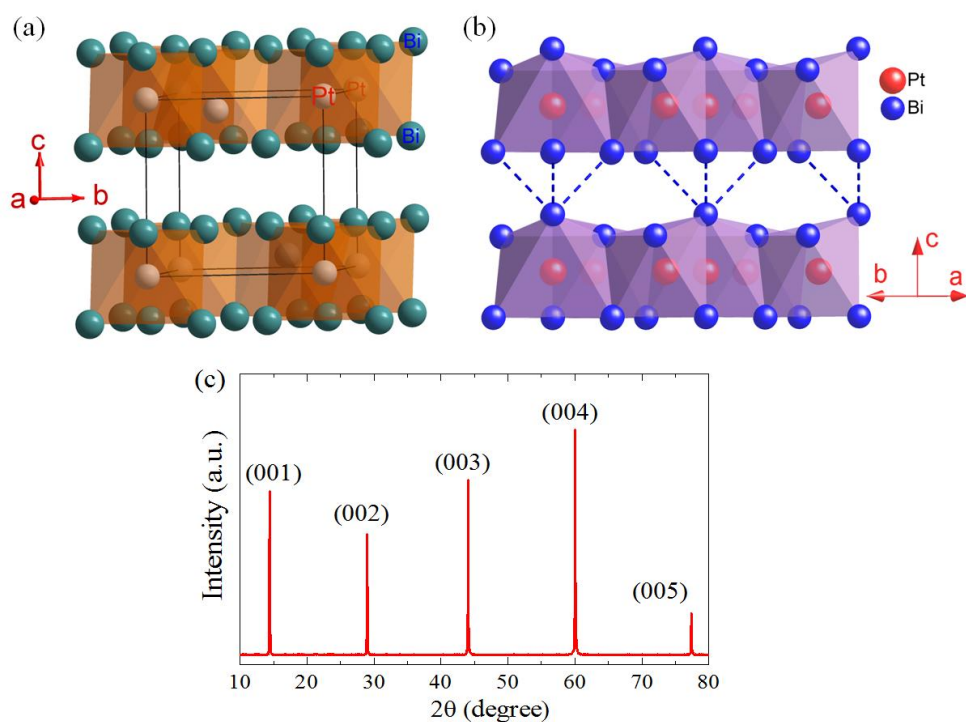 (a)
Bi
Pt
Pt
Bi
c
a
b
(b)
Pt
Bi
c
b
a
(c)
Intensity (a.u.)
(001)
(002)
(003)
(004)
(005)
10 20 30 40 50 60 70 80
2θ (degree)